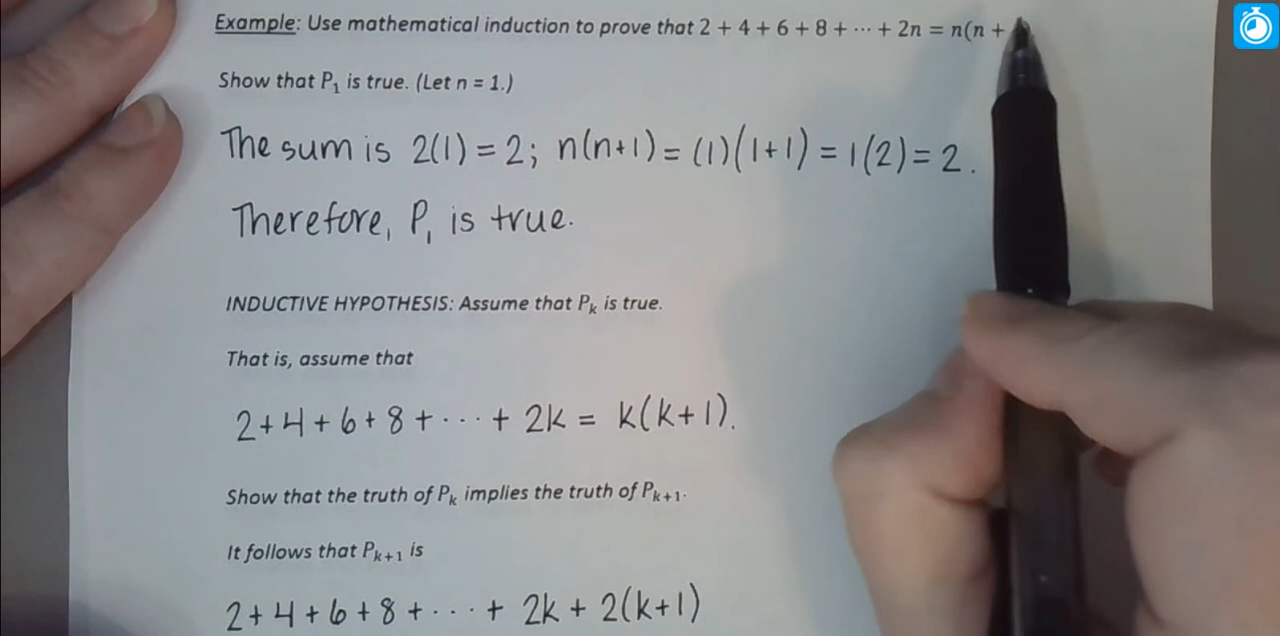 Example: Use mathematical induction to prove that 2 + 4 + 6 + 8 + ⋯ + 2n = n(n +
Show that P₁ is true. (Let n = 1.)
The sum is 2(1) = 2; n(n+1) = (1)(1+1) = 1(2) = 2.
Therefore, P₁ is true.
INDUCTIVE HYPOTHESIS: Assume that Pₖ is true.
That is, assume that
2+4+6+8+⋯+ 2k = k(k+1).
Show that the truth of Pₖ implies the truth of Pₖ₊₁.
It follows that Pₖ₊₁ is
2+4+6+8+⋯+ 2k + 2(k+1)